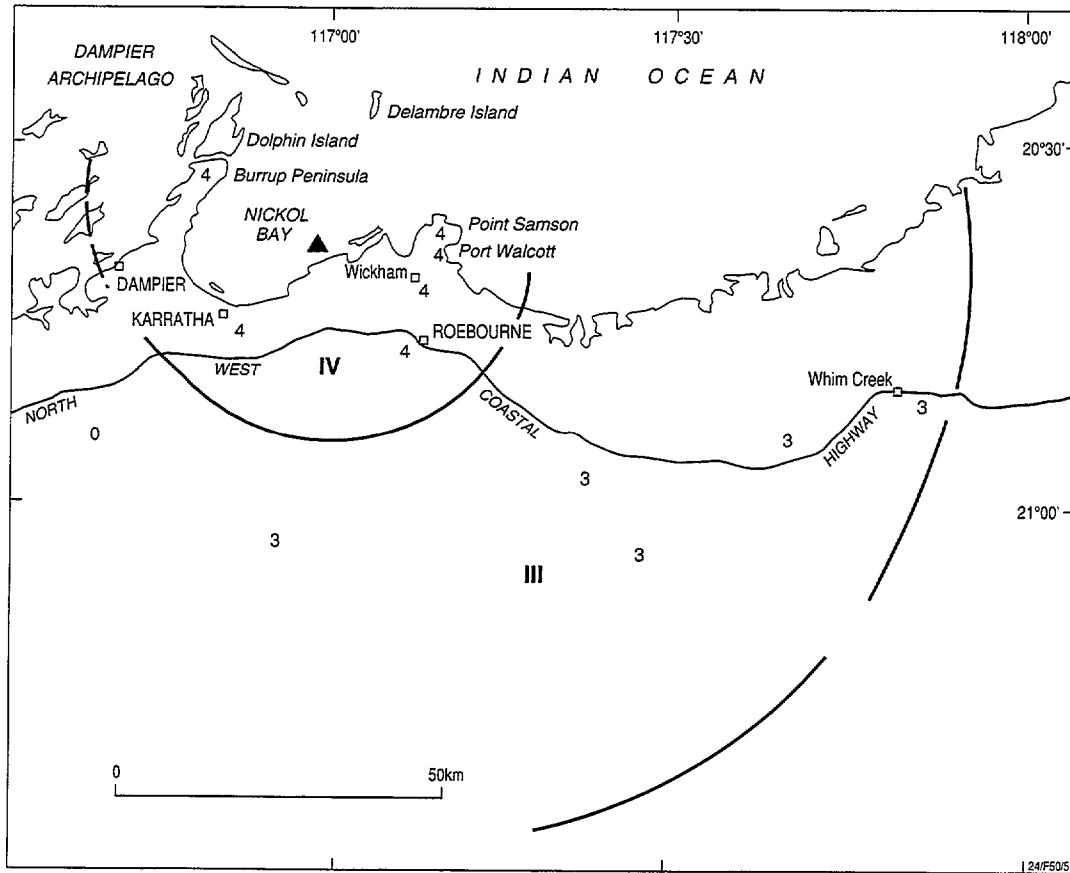 117°00'
117°30'
118°00'
DAMPIER
ARCHIPELAGO
INDIAN OCEAN
Delambre Island
Dolphin Island
20°30'
4
Burrup Peninsula
NICKOL
BAY
Point Samson
4
Port Walcott
4
Wickham
4
DAMPIER
KARRATHA
4
ROEBOURNE
4
WEST
IV
Whim Creek
3
NORTH
COASTAL
HIGHWAY
0
3
3
21°00'
3
3
III
0
50km
24/F50/5